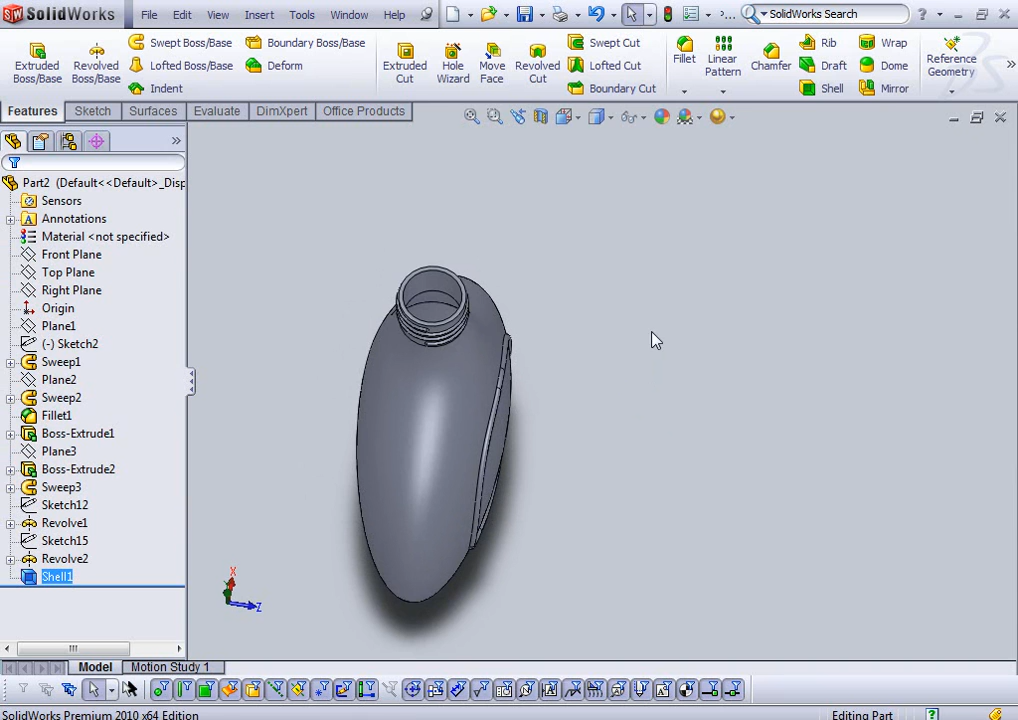 SolidWorks File Edit View Insert Tools Window Help ... SolidWorks Search
Extruded Boss/Base
Revolved Boss/Base
Swept Boss/Base
Lofted Boss/Base
Indent
Boundary Boss/Base
Deform
Extruded Cut
Hole Wizard
Move Face
Revolved Cut
Swept Cut
Lofted Cut
Boundary Cut
Fillet
Linear Pattern
Chamfer
Rib
Draft
Shell
Wrap
Dome
Mirror
Reference Geometry
Features Sketch Surfaces Evaluate DimXpert Office Products
Part2 (Default<<Default>_Disp
Sensors
Annotations
Material <not specified>
Front Plane
Top Plane
Right Plane
Origin
Plane1
(-) Sketch2
Sweep1
Plane2
Sweep2
Fillet1
Boss-Extrude1
Plane3
Boss-Extrude2
Sweep3
Sketch12
Revolve1
Sketch15
Revolve2
Shell1
X
Z
Model Motion Study 1
SolidWorks Premium 2010 x64 Edition Editing Part